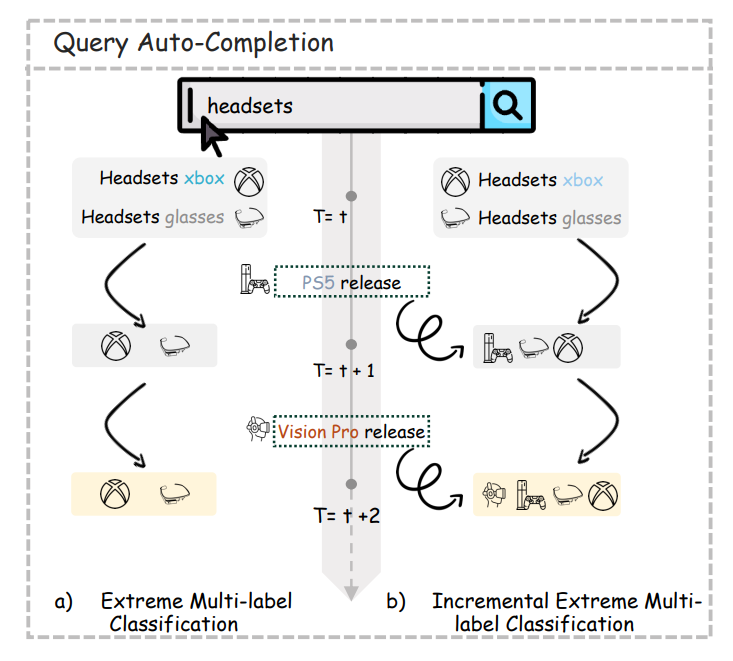 Query Auto-Completion
headsets
Headsets xbox
Headsets glasses
Headsets xbox
Headsets glasses
T= t
PS5 release
T= t + 1
Vision Pro release
T= t +2
a) Extreme Multi-label
Classification
b) Incremental Extreme Multi-
label Classification